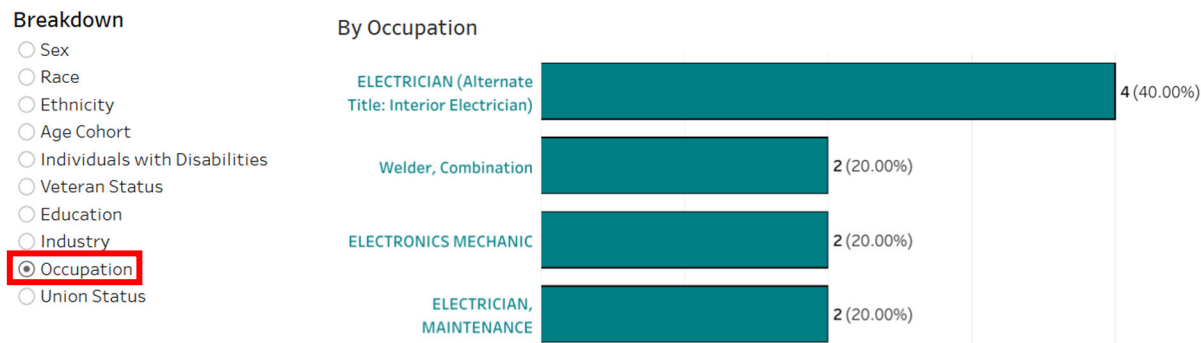 Breakdown
Sex
Race
Ethnicity
Age Cohort
Individuals with Disabilities
Veteran Status
Education
Industry
Occupation
Union Status
By Occupation
ELECTRICIAN (Alternate
Title: Interior Electrician)
4 (40.00%)
Welder, Combination
2 (20.00%)
ELECTRONICS MECHANIC
2 (20.00%)
ELECTRICIAN,
MAINTENANCE
2 (20.00%)